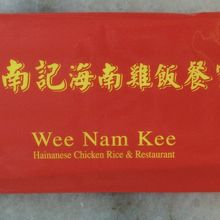 南記海南雞飯餐
Wee Nam Kee
Hainanese Chicken Rice & Restaurant